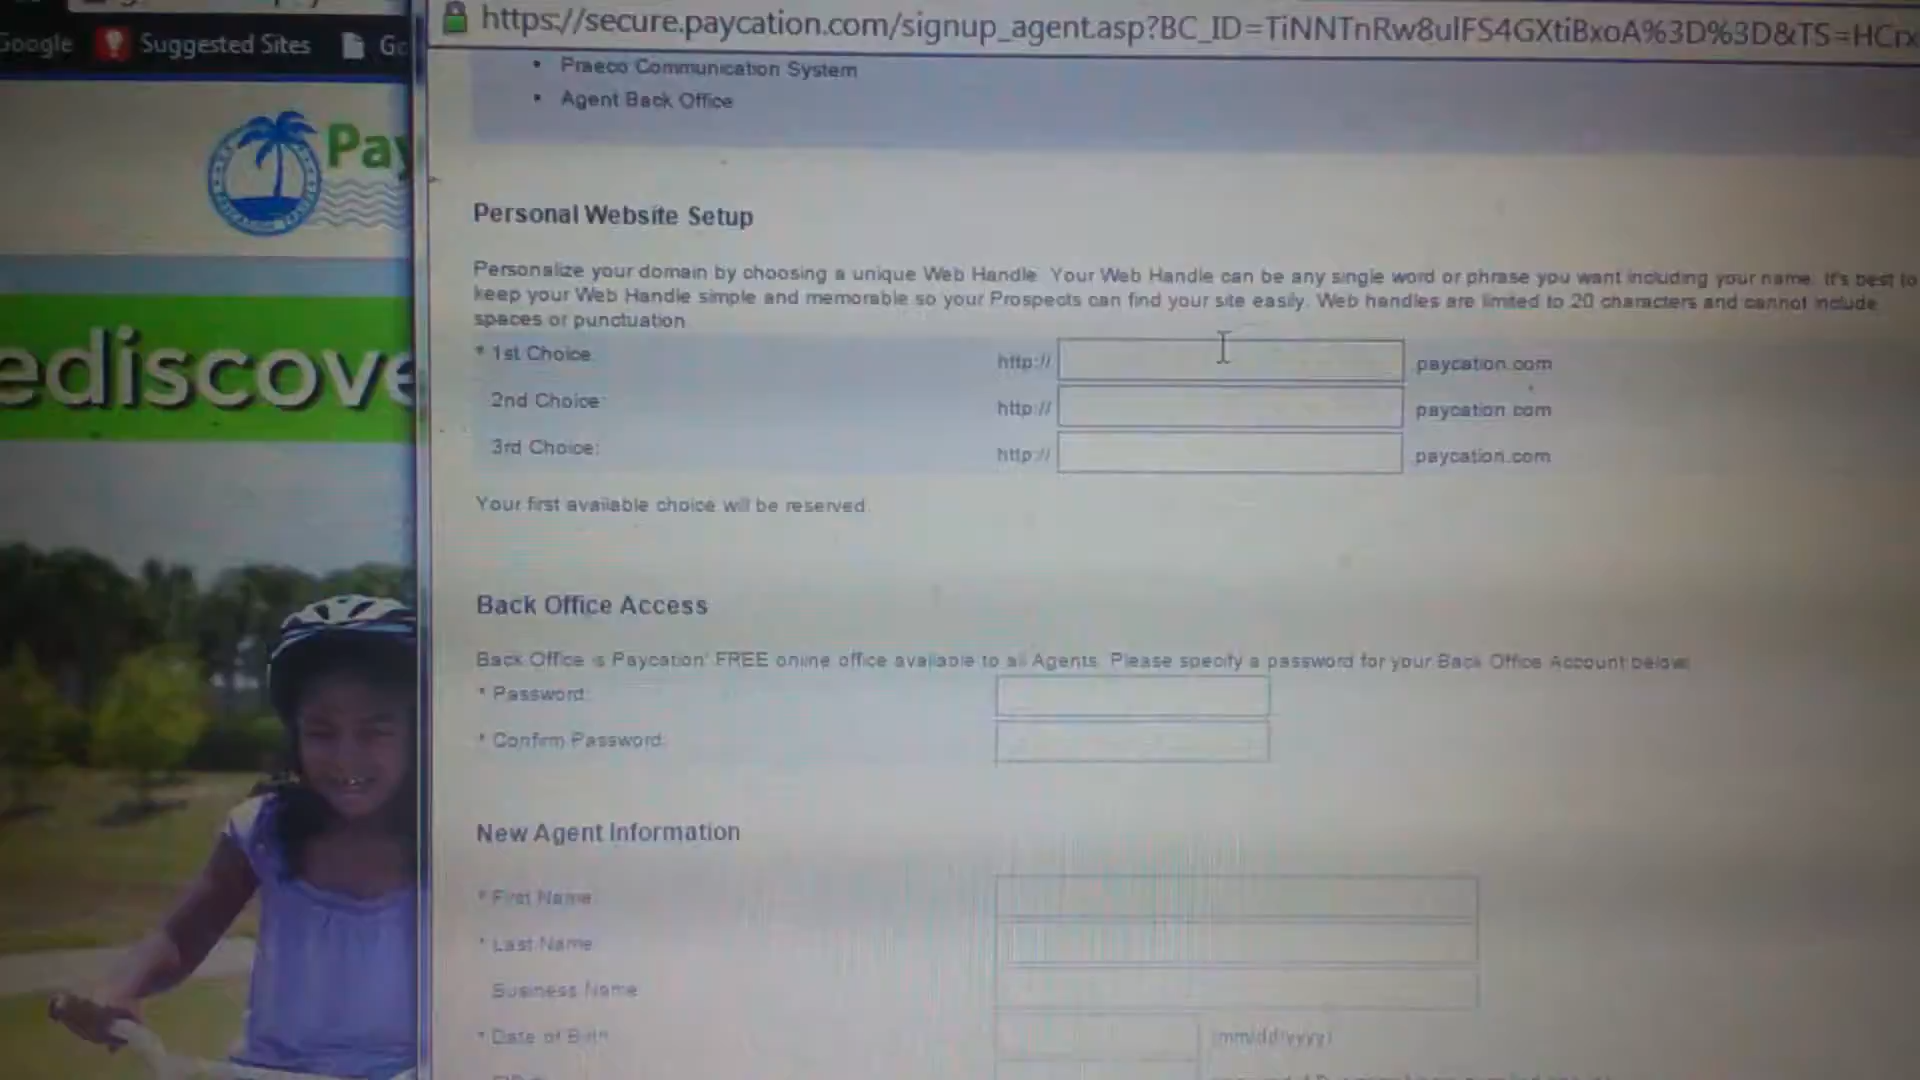 Google Suggested Sites
https://secure.paycation.com/signup_agent.asp?BC_ID=TiNNTnRw8ulFS4GXtiBxoA%3D%3D&TS=HCrx
Pay
ediscove
• Praeco Communication System
• Agent Back Office
Personal Website Setup
Personalize your domain by choosing a unique Web Handle. Your Web Handle can be any single word or phrase you want including your name. It's best to
keep your Web Handle simple and memorable so your Prospects can find your site easily. Web handles are limited to 20 characters and cannot include
spaces or punctuation
* 1st Choice: http:// .paycation.com
2nd Choice: http:// .paycation.com
3rd Choice: http:// .paycation.com
Your first available choice will be reserved.
Back Office Access
Back Office is Paycation' FREE online office available to all Agents. Please specify a password for your Back Office Account below.
* Password:
* Confirm Password:
New Agent Information
* First Name
* Last Name
Business Name
* Date of Birth (mm/dd/yyyy)